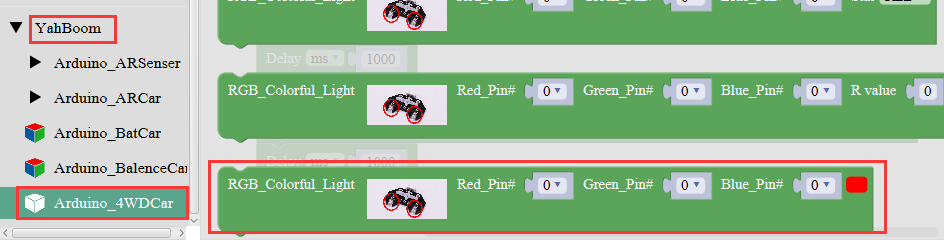 YahBoom
Arduino_ARSenser
Arduino_ARCar
Arduino_BatCar
Arduino_BalenceCar
Arduino_4WDCar
Delay ms 1000
RGB_Colorful_Light Red_Pin# 0 Green_Pin# 0 Blue_Pin# 0 R value 0
Delay ms 1000
RGB_Colorful_Light Red_Pin# 0 Green_Pin# 0 Blue_Pin# 0